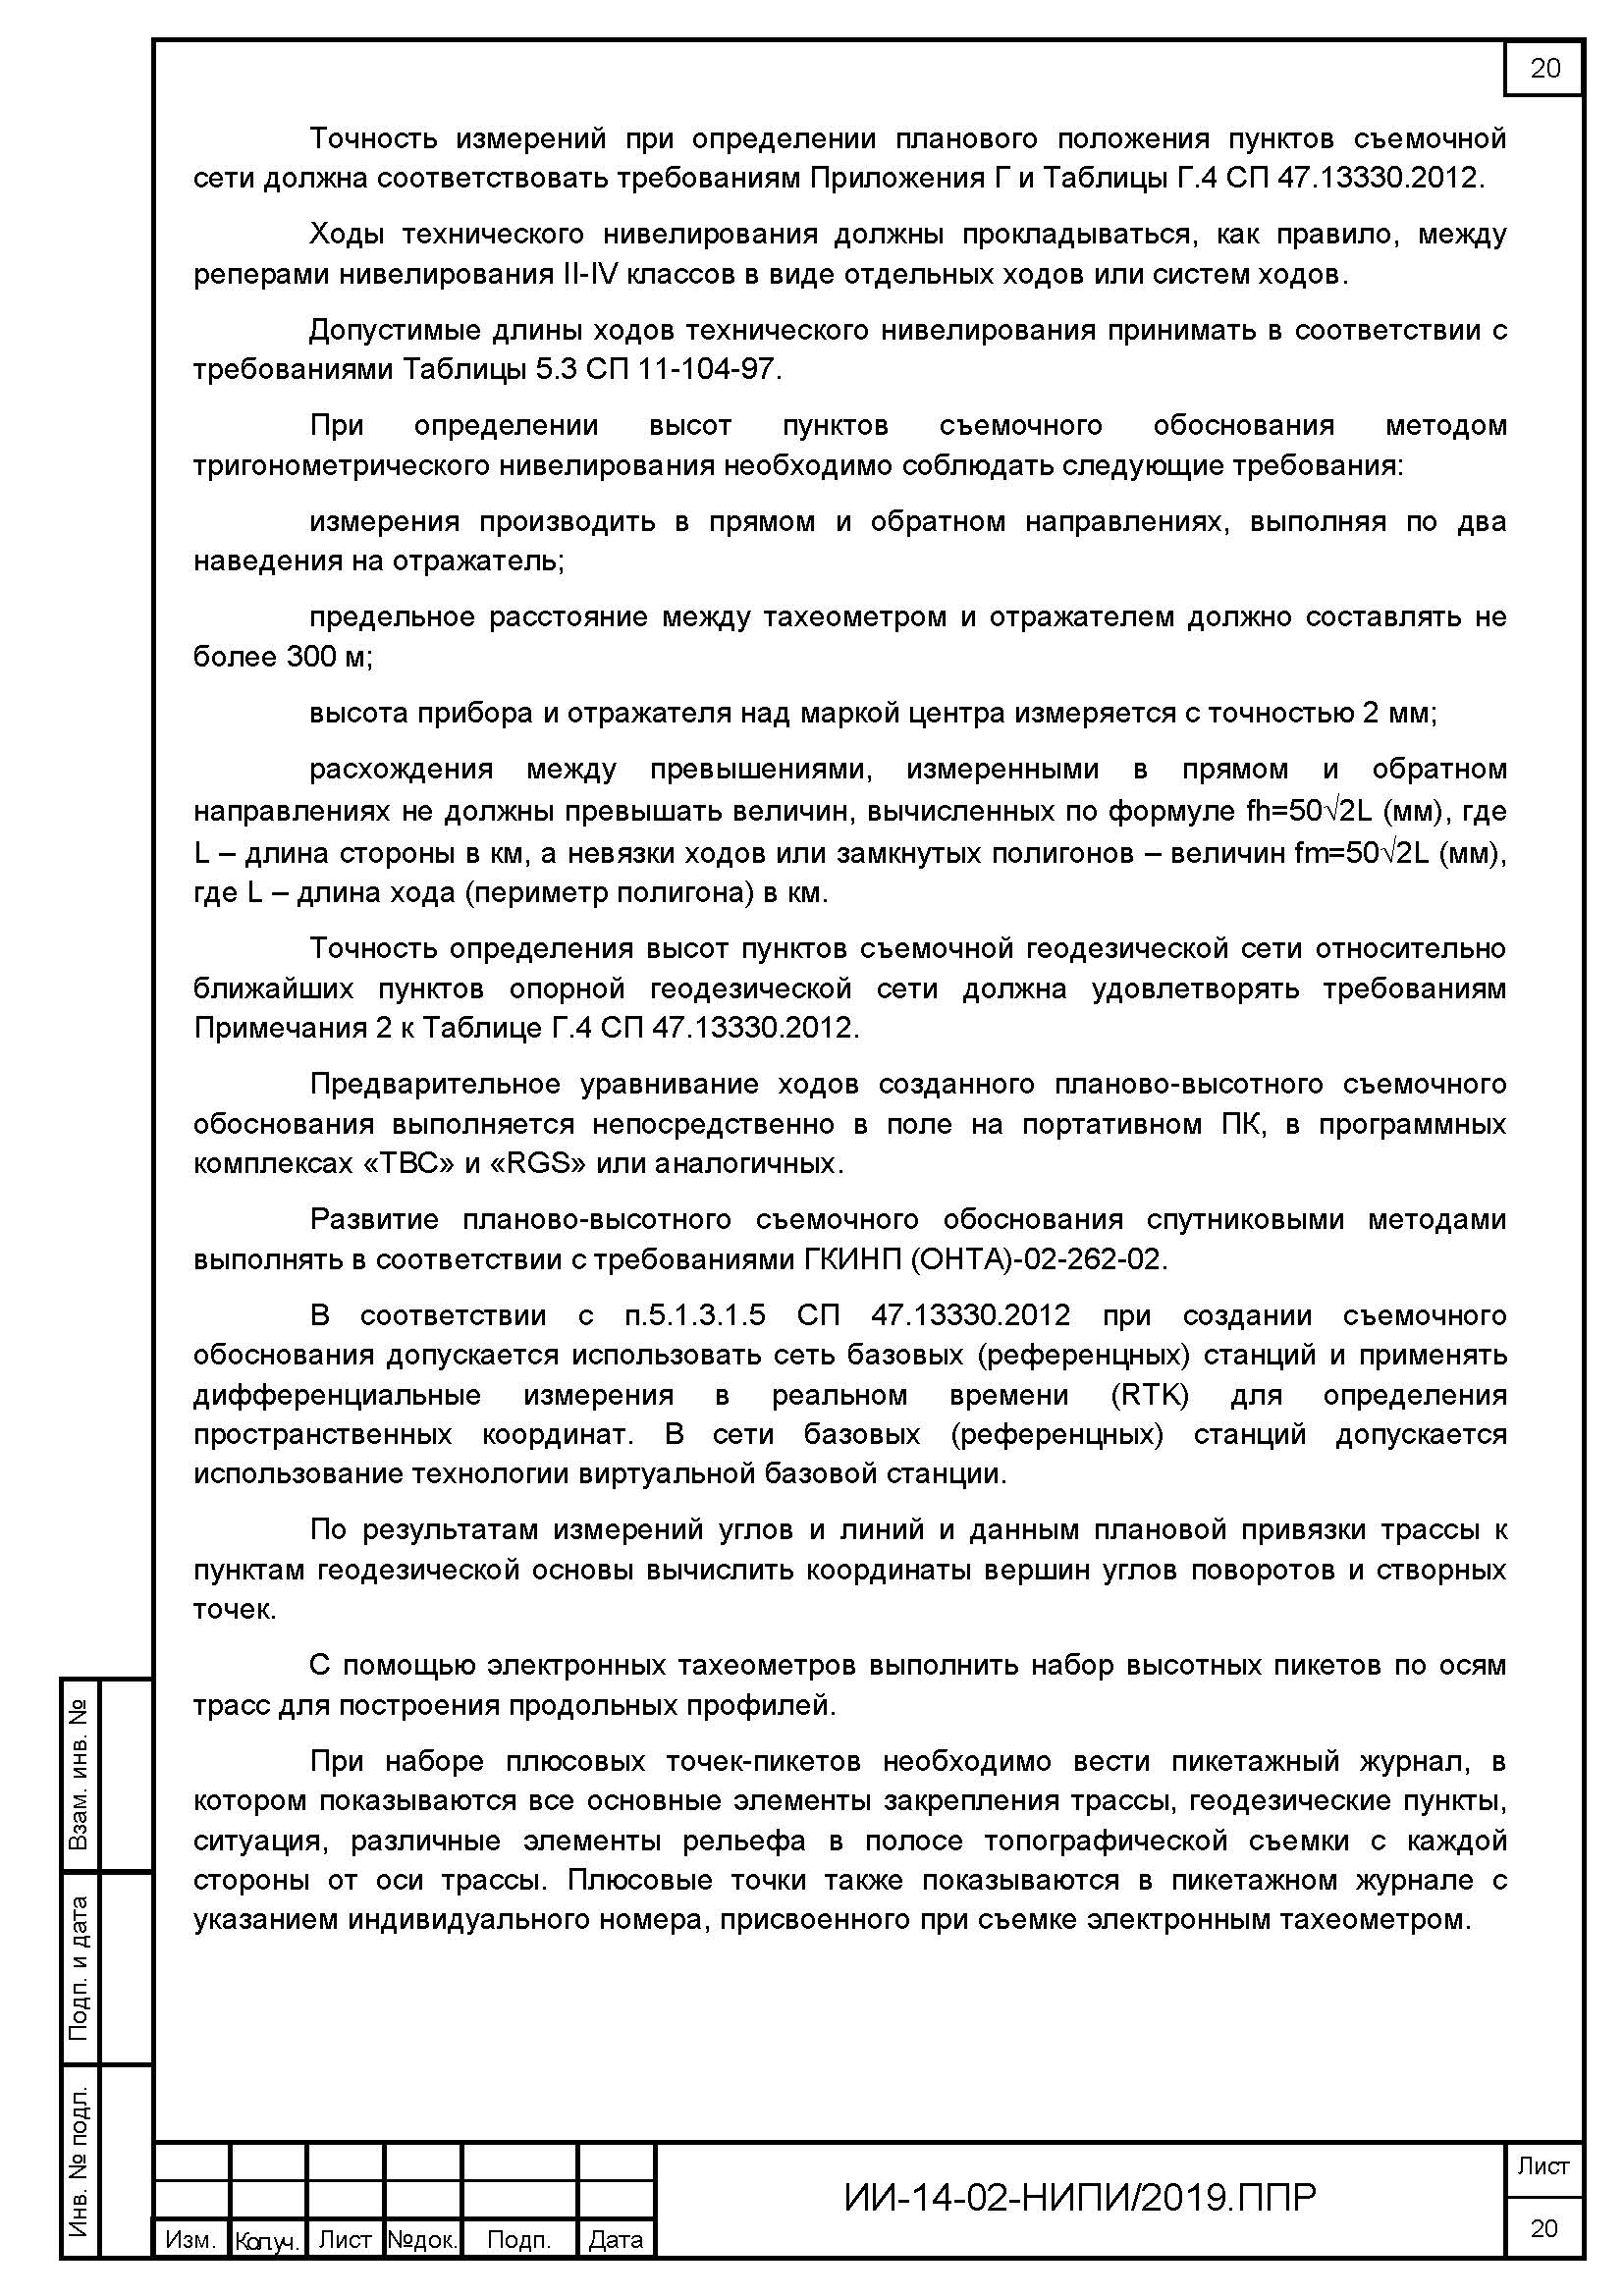 20
Точность измерений при определении планового положения пунктов съемочной
сети должна соответствовать требованиям Приложения Г и Таблицы Г.4 СП 47.13330.2012.
Ходы технического нивелирования должны прокладываться, как правило, между
реперами нивелирования II-IV классов в виде отдельных ходов или систем ходов.
Допустимые длины ходов технического нивелирования принимать в соответствии с
требованиями Таблицы 5.3 СП 11-104-97.
При определении высот пунктов съемочного обоснования методом
тригонометрического нивелирования необходимо соблюдать следующие требования:
измерения производить в прямом и обратном направлениях, выполняя по два
наведения на отражатель;
предельное расстояние между тахеометром и отражателем должно составлять не
более 300 м;
высота прибора и отражателя над маркой центра измеряется с точностью 2 мм;
расхождения между превышениями, измеренными в прямом и обратном
направлениях не должны превышать величин, вычисленных по формуле fh=50√2L (мм), где
L – длина стороны в км, а невязки ходов или замкнутых полигонов – величин fm=50√2L (мм),
где L – длина хода (периметр полигона) в км.
Точность определения высот пунктов съемочной геодезической сети относительно
ближайших пунктов опорной геодезической сети должна удовлетворять требованиям
Примечания 2 к Таблице Г.4 СП 47.13330.2012.
Предварительное уравнивание ходов созданного планово-высотного съемочного
обоснования выполняется непосредственно в поле на портативном ПК, в программных
комплексах «ТВС» и «RGS» или аналогичных.
Развитие планово-высотного съемочного обоснования спутниковыми методами
выполнять в соответствии с требованиями ГКИНП (ОНТА)-02-262-02.
В соответствии с п.5.1.3.1.5 СП 47.13330.2012 при создании съемочного
обоснования допускается использовать сеть базовых (референцных) станций и применять
дифференциальные измерения в реальном времени (RTK) для определения
пространственных координат. В сети базовых (референцных) станций допускается
использование технологии виртуальной базовой станции.
По результатам измерений углов и линий и данным плановой привязки трассы к
пунктам геодезической основы вычислить координаты вершин углов поворотов и створных
точек.
С помощью электронных тахеометров выполнить набор высотных пикетов по осям
трасс для построения продольных профилей.
При наборе плюсовых точек-пикетов необходимо вести пикетажный журнал, в
котором показываются все основные элементы закрепления трассы, геодезические пункты,
ситуация, различные элементы рельефа в полосе топографической съемки с каждой
стороны от оси трассы. Плюсовые точки также показываются в пикетажном журнале с
указанием индивидуального номера, присвоенного при съемке электронным тахеометром.
Взам. инв. №
Подп. и дата
Инв. № подл.
Изм. Кол.уч. Лист №док. Подп. Дата
ИИ-14-02-НИПИ/2019.ППР
Лист
20